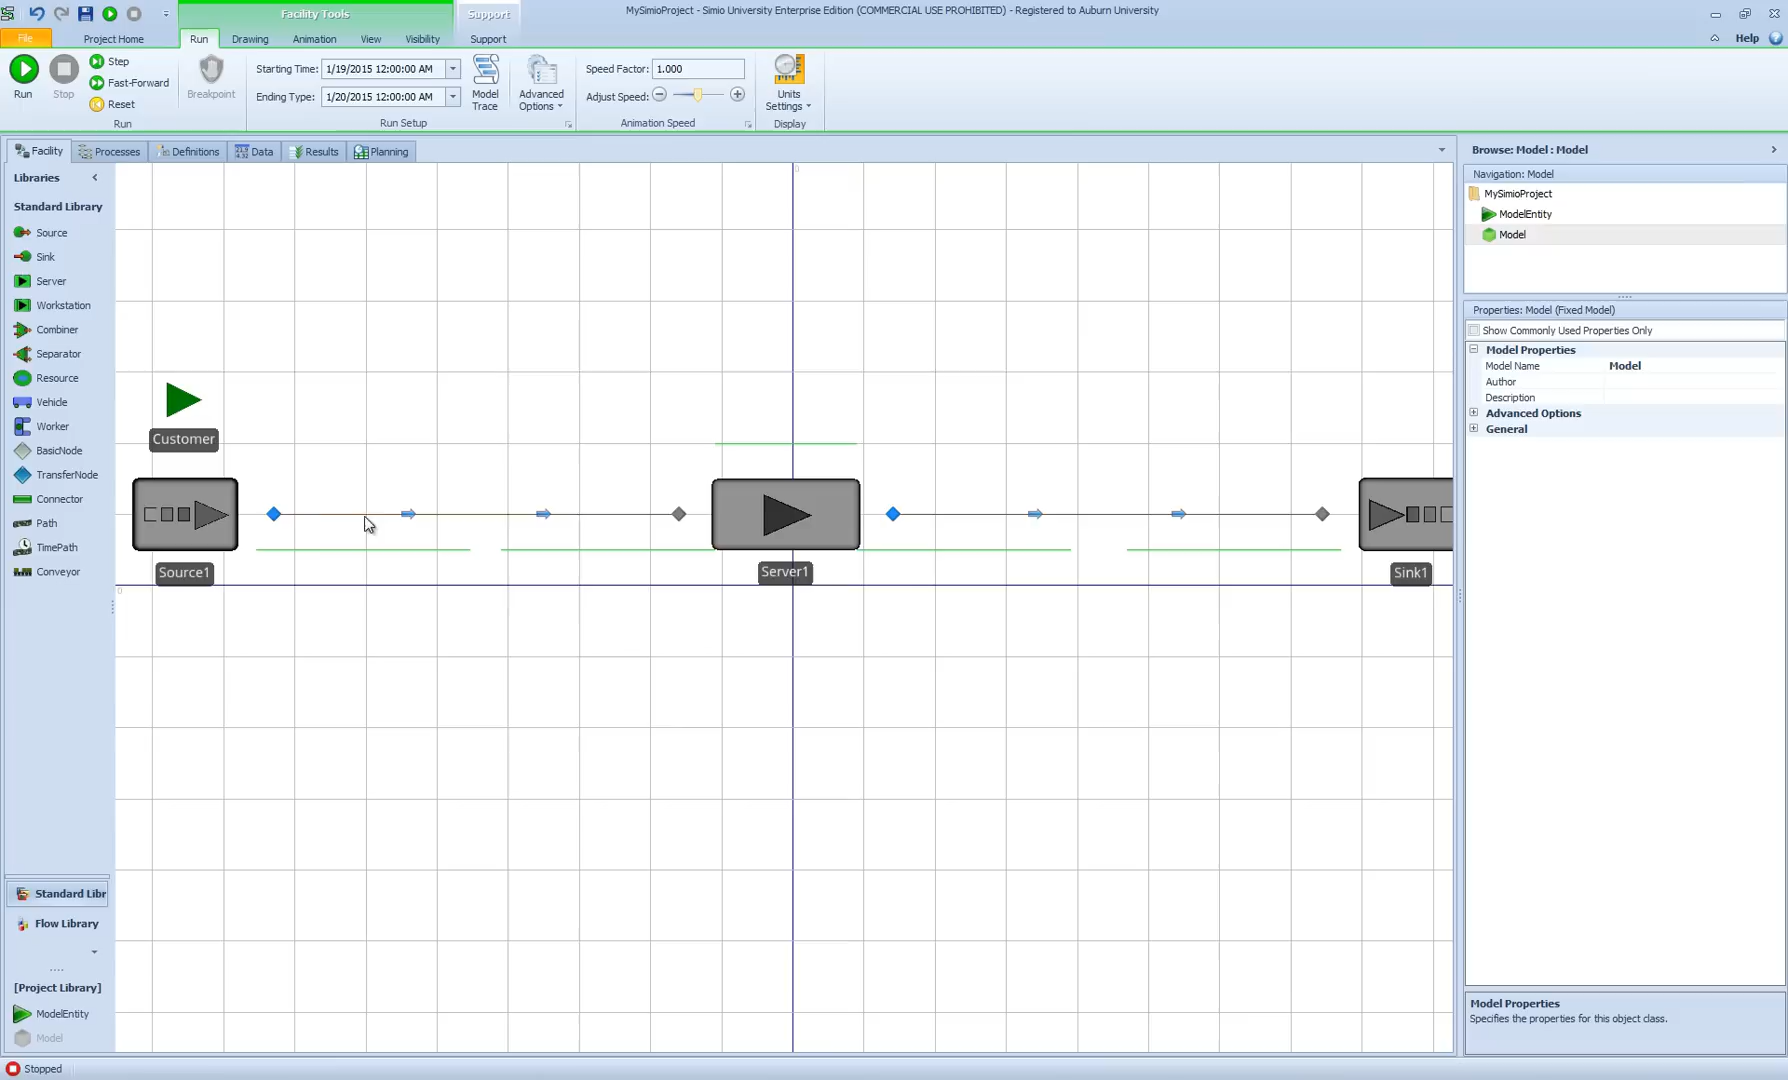 Facility Tools
Support
MySimioProject - Simio University Enterprise Edition (COMMERCIAL USE PROHIBITED) - Registered to Auburn University
File
Project Home
Run
Drawing
Animation
View
Visibility
Support
Help
Run
Stop
Step
Fast-Forward
Reset
Run
Breakpoint
Starting Time: 1/19/2015 12:00:00 AM
Ending Type: 1/20/2015 12:00:00 AM
Model Trace
Advanced Options
Run Setup
Speed Factor: 1.000
Adjust Speed:
Animation Speed
Units Settings
Display
Facility
Processes
Definitions
Data
Results
Planning
Libraries
Standard Library
Source
Sink
Server
Workstation
Combiner
Separator
Resource
Vehicle
Worker
BasicNode
TransferNode
Connector
Path
TimePath
Conveyor
Standard Libr
Flow Library
[Project Library]
ModelEntity
Model
Customer
Source1
Server1
Sink1
0
0
Browse: Model : Model
Navigation: Model
MySimioProject
ModelEntity
Model
Properties: Model (Fixed Model)
Show Commonly Used Properties Only
Model Properties
Model Name Model
Author
Description
Advanced Options
General
Model Properties
Specifies the properties for this object class.
Stopped